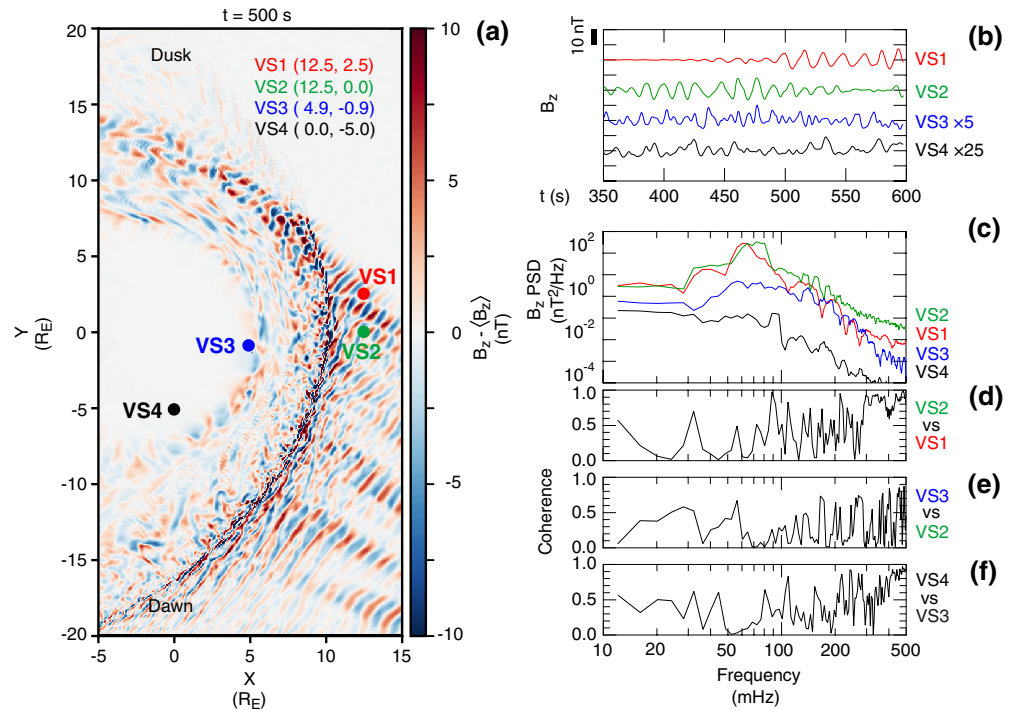 t = 500 s
(a)
Dusk
VS1 (12.5, 2.5)
VS2 (12.5, 0.0)
VS3 ( 4.9, -0.9)
VS4 ( 0.0, -5.0)
VS1
VS2
VS3
VS4
Dawn
20
15
10
5
0
-5
-10
-15
-20
Y
(R_E)
-5 0 5 10 15
X
(R_E)
10
5
0
-5
-10
B_z - ⟨B_z⟩
(nT)
10 nT
(b)
B_z
VS1
VS2
VS3 ×5
VS4 ×25
t (s)
350 400 450 500 550 600
(c)
B_z PSD
(nT²/Hz)
10²
10⁰
10⁻²
10⁻⁴
VS2
VS1
VS3
VS4
(d)
1.0
0.5
0.0
VS2
vs
VS1
(e)
Coherence
1.0
0.5
0.0
VS3
vs
VS2
(f)
1.0
0.5
0.0
VS4
vs
VS3
10 20 50 100 200 500
Frequency
(mHz)